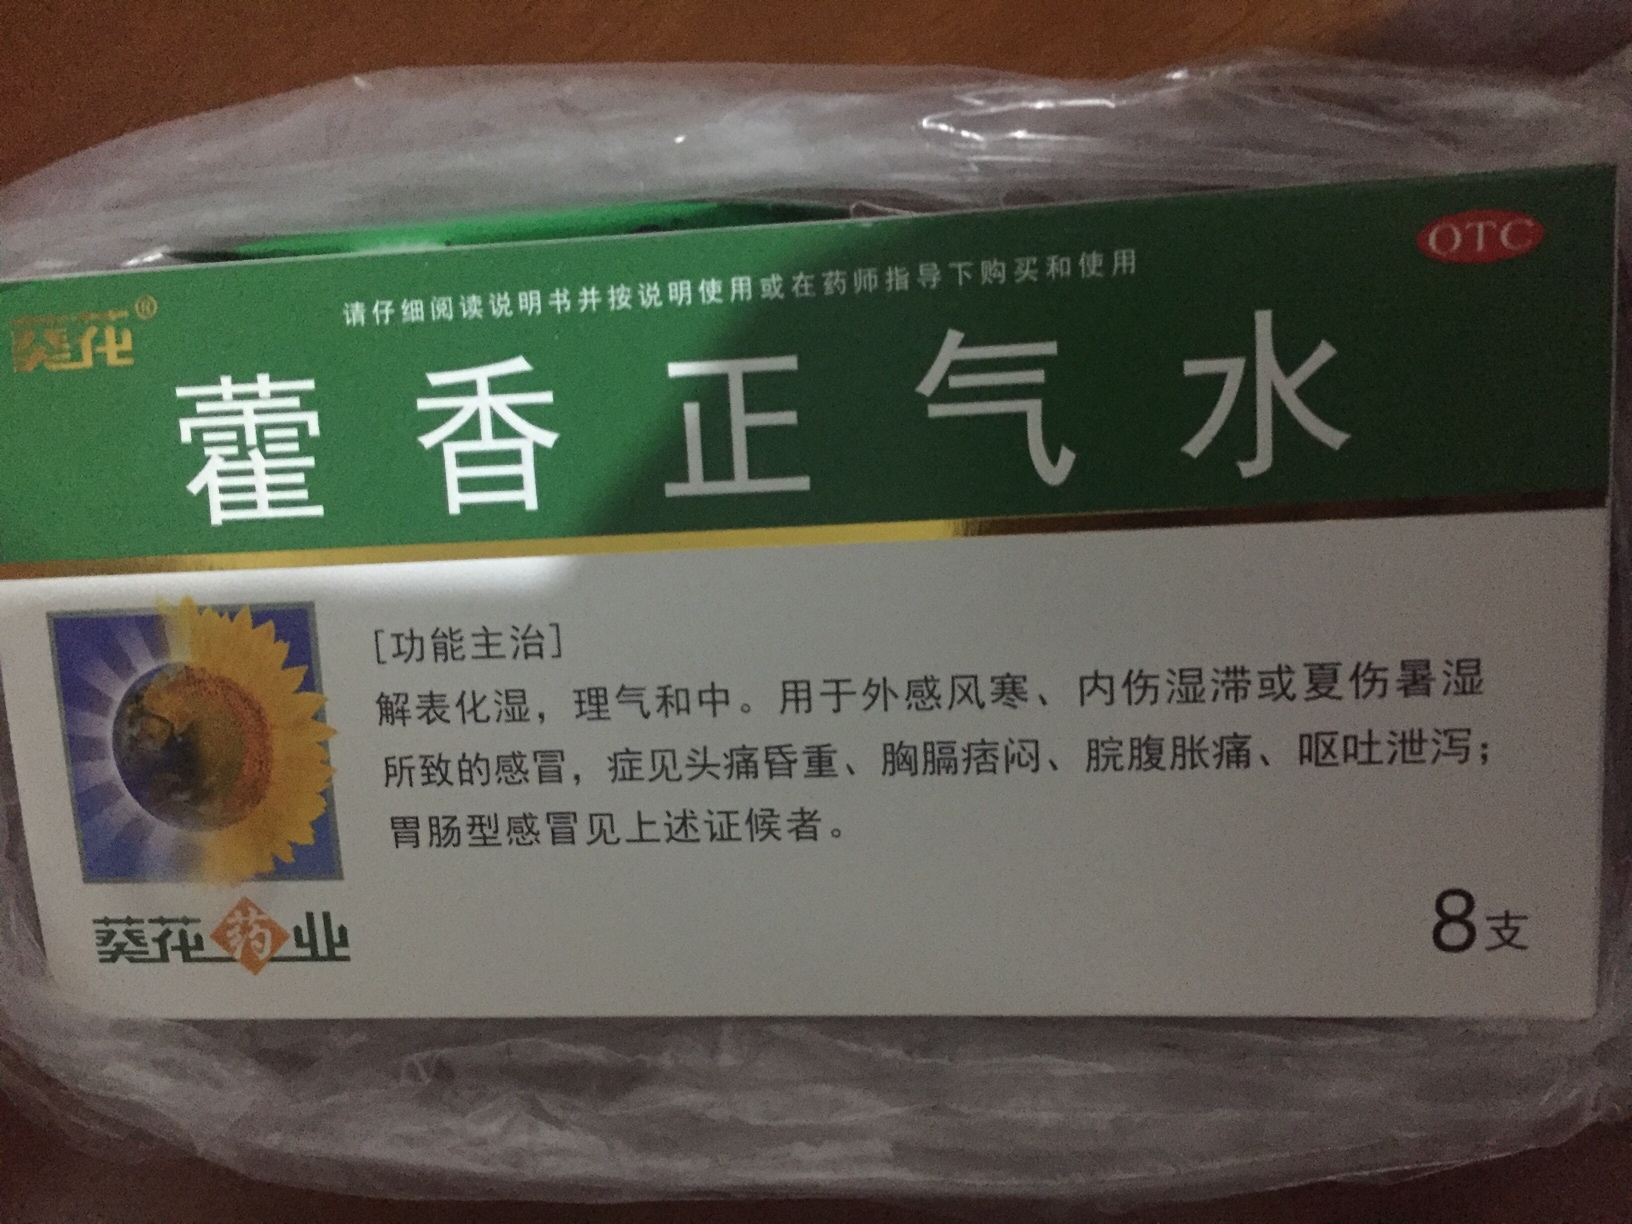 OTC
请仔细阅读说明书并按说明使用或在药师指导下购买和使用
葵花®
藿香正气水
[功能主治]
解表化湿，理气和中。用于外感风寒、内伤湿滞或夏伤暑湿
所致的感冒，症见头痛昏重、胸膈痞闷、脘腹胀痛、呕吐泄泻；
胃肠型感冒见上述证候者。
葵花药业
8支